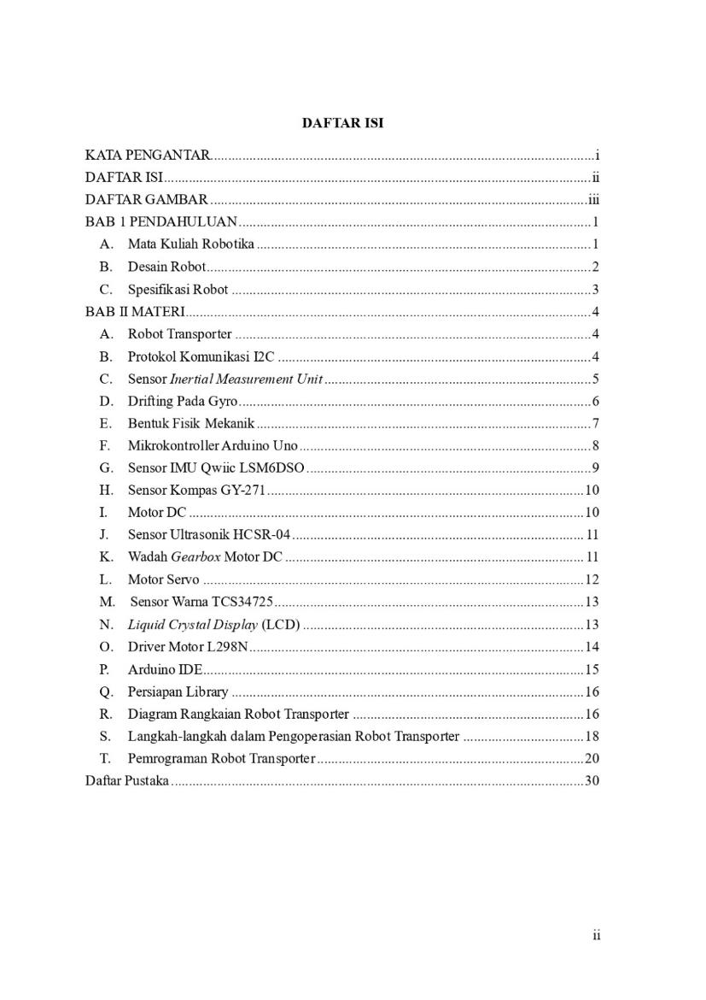 DAFTAR ISI
KATA PENGANTAR.............................................................................................................i
DAFTAR ISI.........................................................................................................................ii
DAFTAR GAMBAR...........................................................................................................iii
BAB 1 PENDAHULUAN....................................................................................................1
A. Mata Kuliah Robotika...............................................................................................1
B. Desain Robot.............................................................................................................2
C. Spesifikasi Robot......................................................................................................3
BAB II MATERI...................................................................................................................4
A. Robot Transporter.....................................................................................................4
B. Protokol Komunikasi I2C.........................................................................................4
C. Sensor Inertial Measurement Unit............................................................................5
D. Drifting Pada Gyro....................................................................................................6
E. Bentuk Fisik Mekanik...............................................................................................7
F. Mikrokontroller Arduino Uno...................................................................................8
G. Sensor IMU Qwiic LSM6DSO.................................................................................9
H. Sensor Kompas GY-271..........................................................................................10
I. Motor DC................................................................................................................10
J. Sensor Ultrasonik HCSR-04...................................................................................11
K. Wadah Gearbox Motor DC.....................................................................................11
L. Motor Servo............................................................................................................12
M. Sensor Warna TCS34725........................................................................................13
N. Liquid Crystal Display (LCD)................................................................................13
O. Driver Motor L298N...............................................................................................14
P. Arduino IDE............................................................................................................15
Q. Persiapan Library....................................................................................................16
R. Diagram Rangkaian Robot Transporter..................................................................16
S. Langkah-langkah dalam Pengoperasian Robot Transporter...................................18
T. Pemrograman Robot Transporter............................................................................20
Daftar Pustaka.....................................................................................................................30
ii